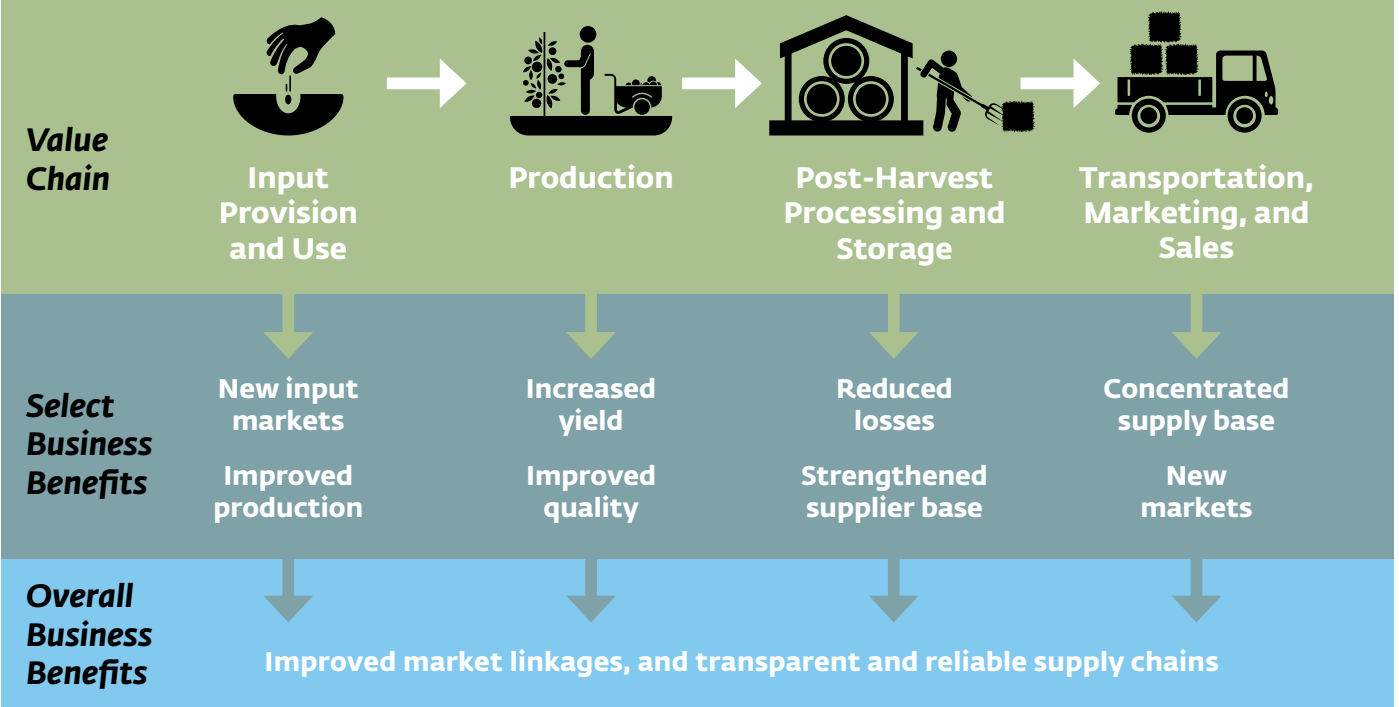 Value
Chain
Input
Provision
and Use
Production
Post-Harvest
Processing and
Storage
Transportation,
Marketing, and
Sales
Select
Business
Benefits
New input
markets
Improved
production
Increased
yield
Improved
quality
Reduced
losses
Strengthened
supplier base
Concentrated
supply base
New
markets
Overall
Business
Benefits
Improved market linkages, and transparent and reliable supply chains